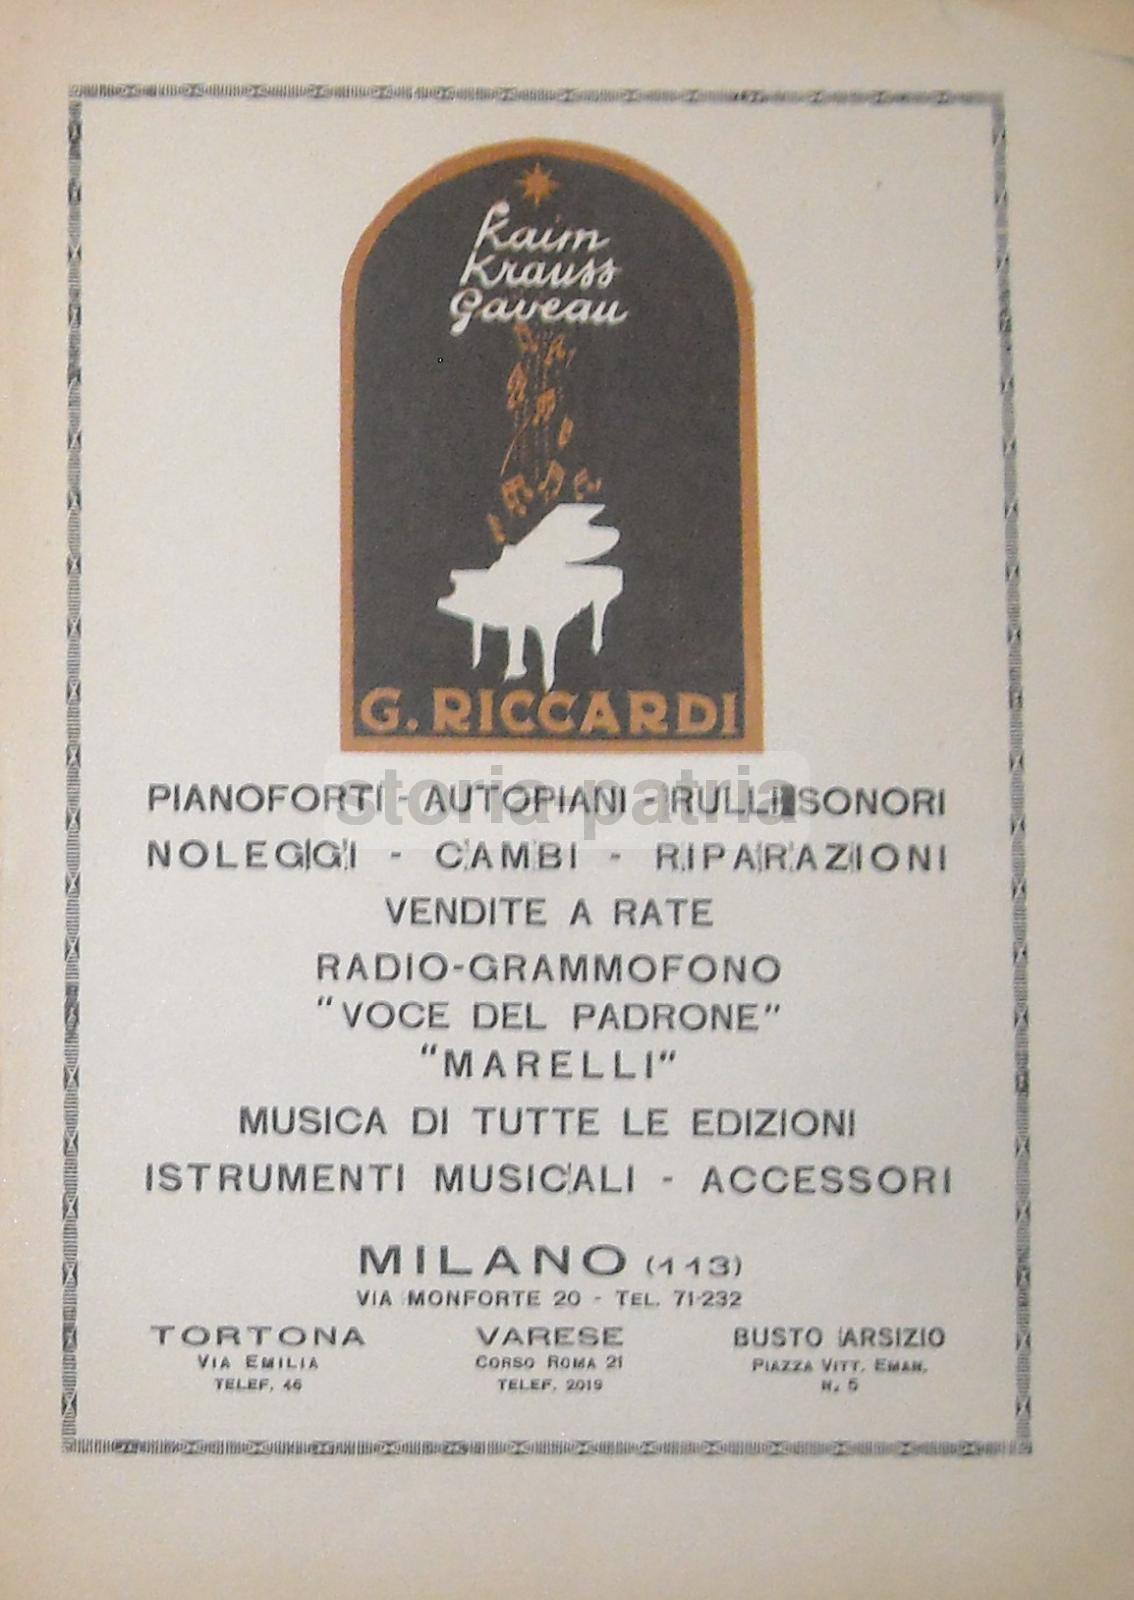 Kaim
Krauss
Gaveau
G. RICCARDI
storia-patria
PIANOFORTI - AUTOPIANI - RULLI SONORI
NOLEGGI - CAMBI - RIPARAZIONI
VENDITE A RATE
RADIO-GRAMMOFONO
"VOCE DEL PADRONE"
"MARELLI"
MUSICA DI TUTTE LE EDIZIONI
ISTRUMENTI MUSICALI - ACCESSORI
MILANO (113)
VIA MONFORTE 20 - TEL. 71-232
TORTONA
VIA EMILIA
TELEF. 46
VARESE
CORSO ROMA 21
TELEF. 2019
BUSTO ARSIZIO
PIAZZA VITT. EMAN.
N. 5